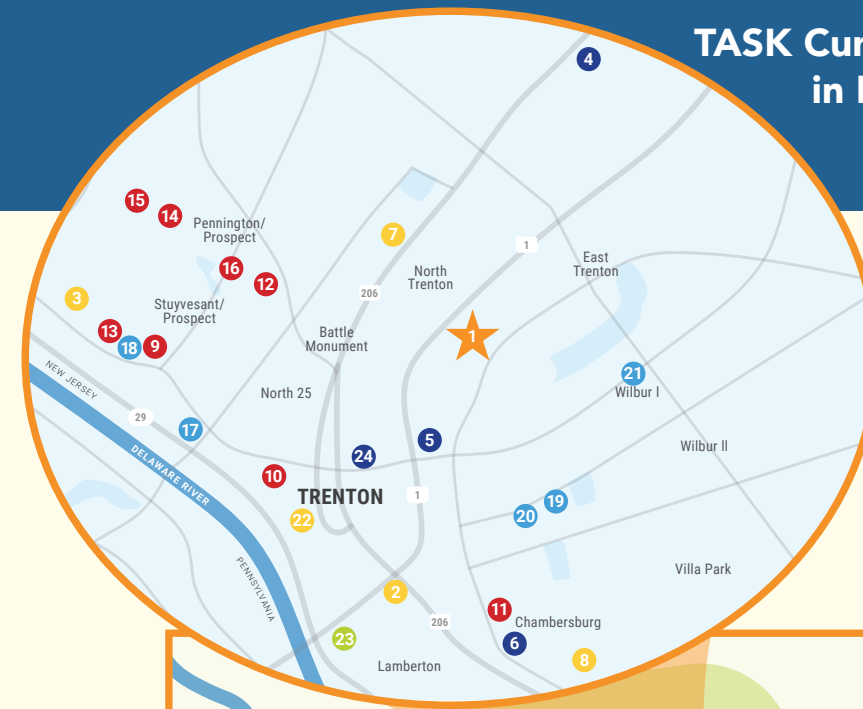 TASK Cur
in
4
15
14
Pennington/
Prospect
7
1
East
Trenton
16
12
North
Trenton
3
206
Stuyvesant/
Prospect
13
18
9
Battle
Monument
1
21
Wilbur I
NEW JERSEY
North 25
29
17
5
Wilbur II
DELAWARE RIVER
24
10
TRENTON
1
19
20
22
PENNSYLVANIA
Villa Park
2
11
206
Chambersburg
23
6
8
Lamberton